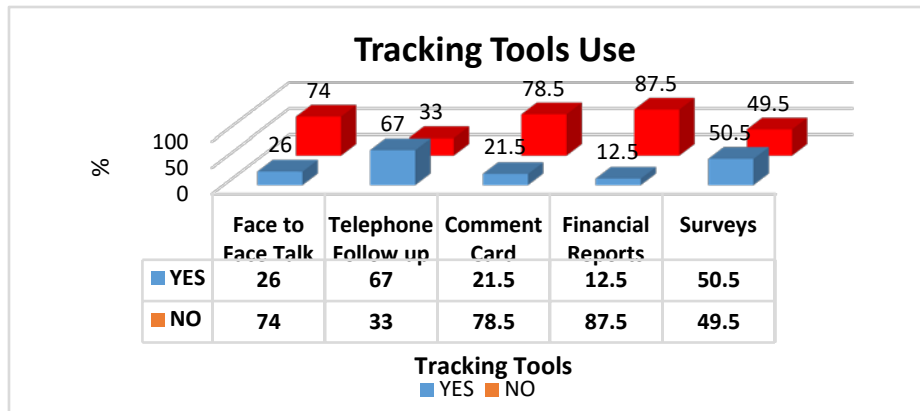 Tracking Tools Use
74 33 78.5 87.5 49.5
26 67 21.5 12.5 50.5
100
50
0
%
Face to Face Talk
Telephone Follow up
Comment Card
Financial Reports
Surveys
YES 26 67 21.5 12.5 50.5
NO 74 33 78.5 87.5 49.5
Tracking Tools
YES NO